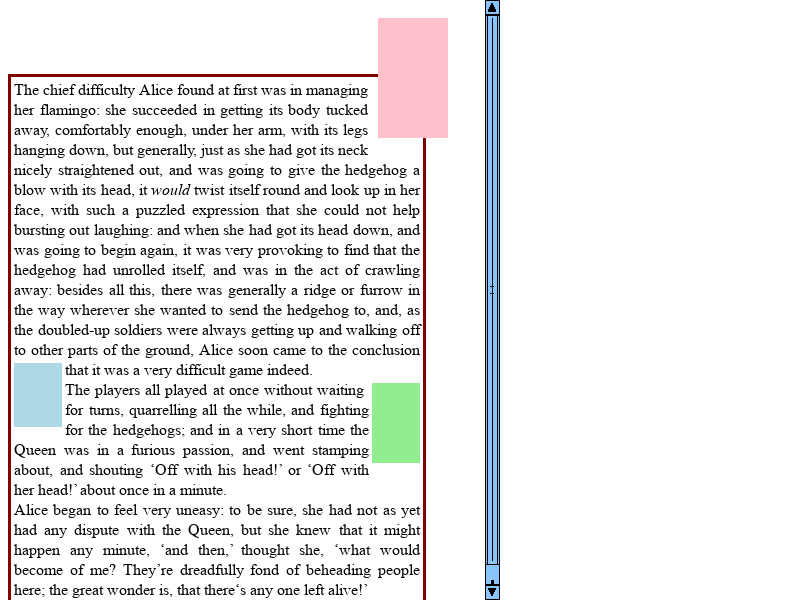 The chief difficulty Alice found at first was in managing
her flamingo: she succeeded in getting its body tucked
away, comfortably enough, under her arm, with its legs
hanging down, but generally, just as she had got its neck
nicely straightened out, and was going to give the hedgehog a
blow with its head, it would twist itself round and look up in her
face, with such a puzzled expression that she could not help
bursting out laughing: and when she had got its head down, and
was going to begin again, it was very provoking to find that the
hedgehog had unrolled itself, and was in the act of crawling
away: besides all this, there was generally a ridge or furrow in
the way wherever she wanted to send the hedgehog to, and, as
the doubled-up soldiers were always getting up and walking off
to other parts of the ground, Alice soon came to the conclusion
that it was a very difficult game indeed.
The players all played at once without waiting
for turns, quarrelling all the while, and fighting
for the hedgehogs; and in a very short time the
Queen was in a furious passion, and went stamping
about, and shouting ‘Off with his head!’ or ‘Off with
her head!’ about once in a minute.
Alice began to feel very uneasy: to be sure, she had not as yet
had any dispute with the Queen, but she knew that it might
happen any minute, ‘and then,’ thought she, ‘what would
become of me? They’re dreadfully fond of beheading people
here; the great wonder is, that there‘s any one left alive!’